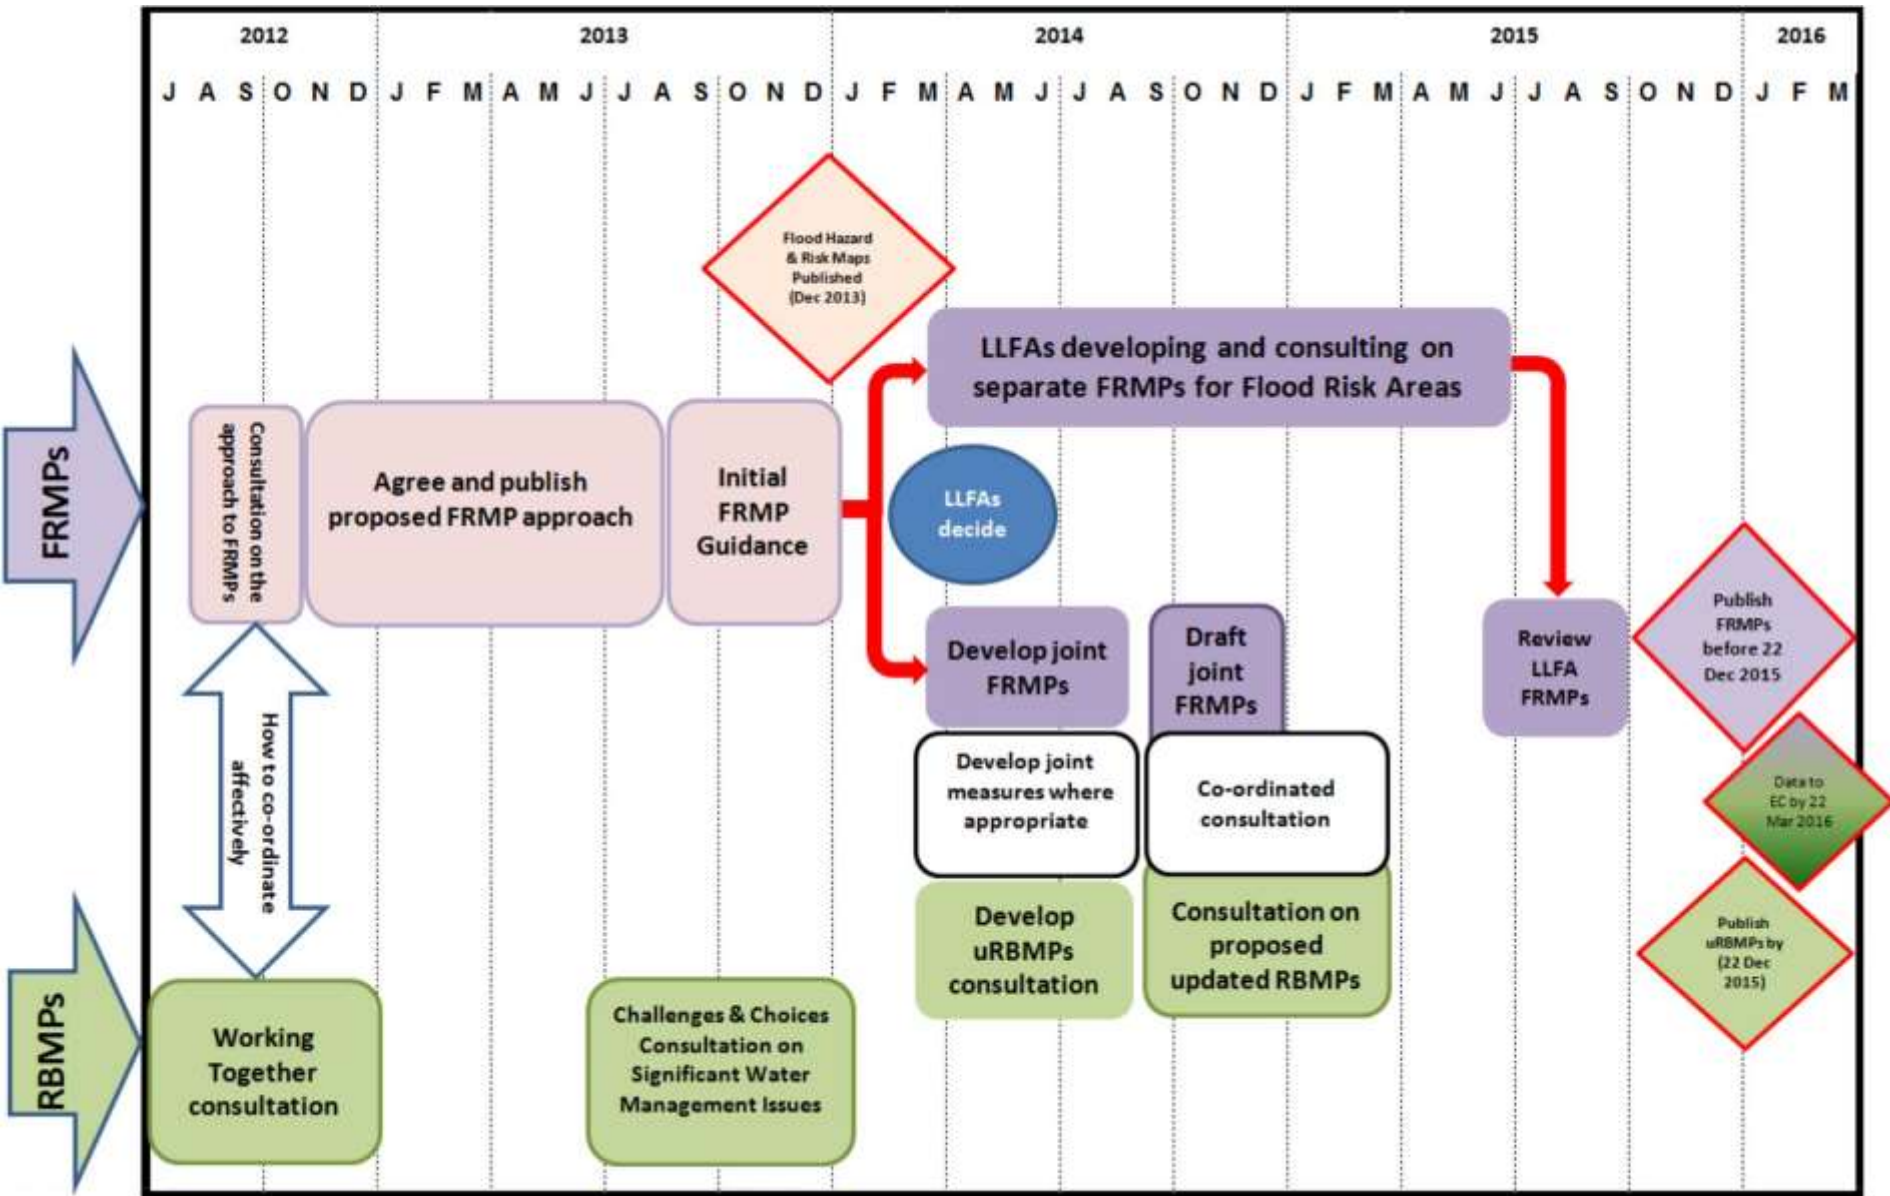 2012 2013 2014 2015 2016
J A S O N D J F M A M J J A S O N D J F M A M J J A S O N D J F M A M J J A S O N D J F M
Flood Hazard
& Risk Maps
Published
(Dec 2013)
LLFAs developing and consulting on
separate FRMPs for Flood Risk Areas
FRMPs
Consultation on the
approach to FRMPs
Agree and publish
proposed FRMP approach
Initial
FRMP
Guidance
LLFAs
decide
Develop joint
FRMPs
Draft
joint
FRMPs
Review
LLFA
FRMPs
Publish
FRMPs
before 22
Dec 2015
How to co-ordinate
affectively
Develop joint
measures where
appropriate
Co-ordinated
consultation
Data to
EC by 22
Mar 2016
RBMPs
Working
Together
consultation
Challenges & Choices
Consultation on
Significant Water
Management Issues
Develop
uRBMPs
consultation
Consultation on
proposed
updated RBMPs
Publish
uRBMPs by
(22 Dec
2015)